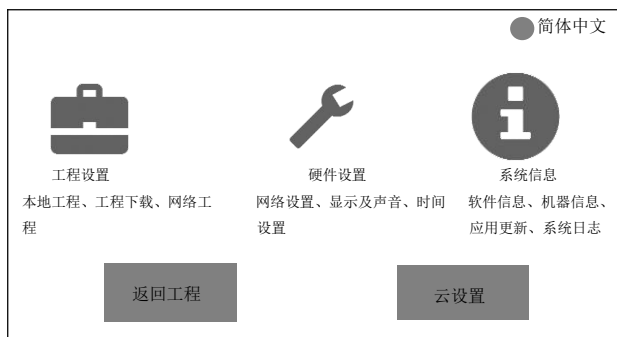 简体中文
工程设置
硬件设置
系统信息
本地工程、工程下载、网络工
程
网络设置、显示及声音、时间
设置
软件信息、机器信息、
应用更新、系统日志
返回工程
云设置